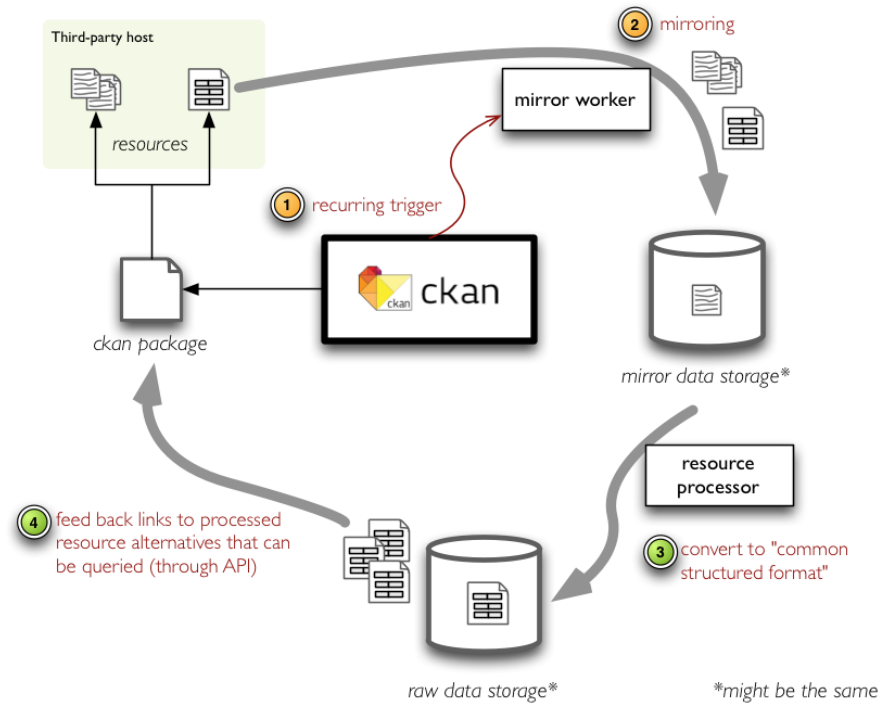 Third-party host
resources
2
mirroring
mirror worker
1
recurring trigger
ckan
ckan
ckan package
mirror data storage*
resource
processor
3
convert to "common
structured format"
4
feed back links to processed
resource alternatives that can
be queried (through API)
raw data storage*
*might be the same